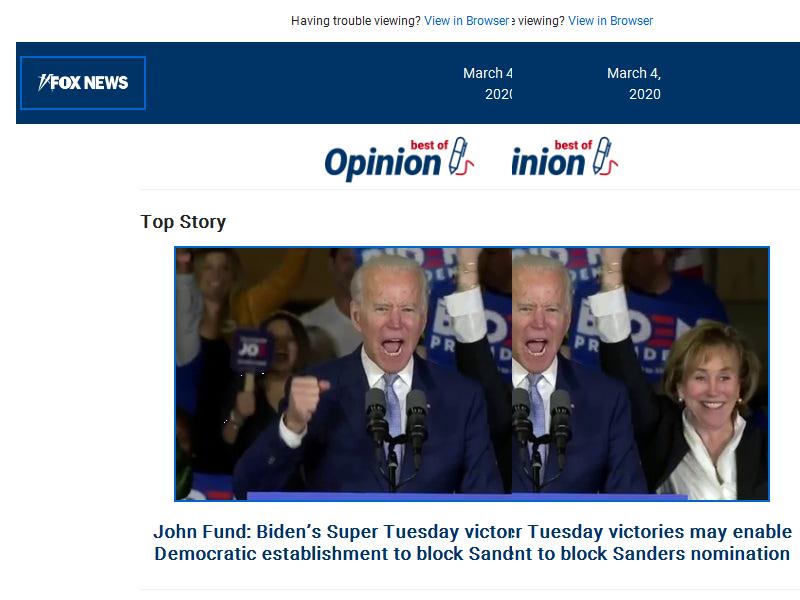 Having trouble viewing? View in Browser e viewing? View in Browser
FOX NEWS
March 4 March 4,
2020 2020
best of best of
Opinion inion
Top Story
BIDEN
PRESIDE
JOE
John Fund: Biden’s Super Tuesday victor Tuesday victories may enable
Democratic establishment to block Sandnt to block Sanders nomination